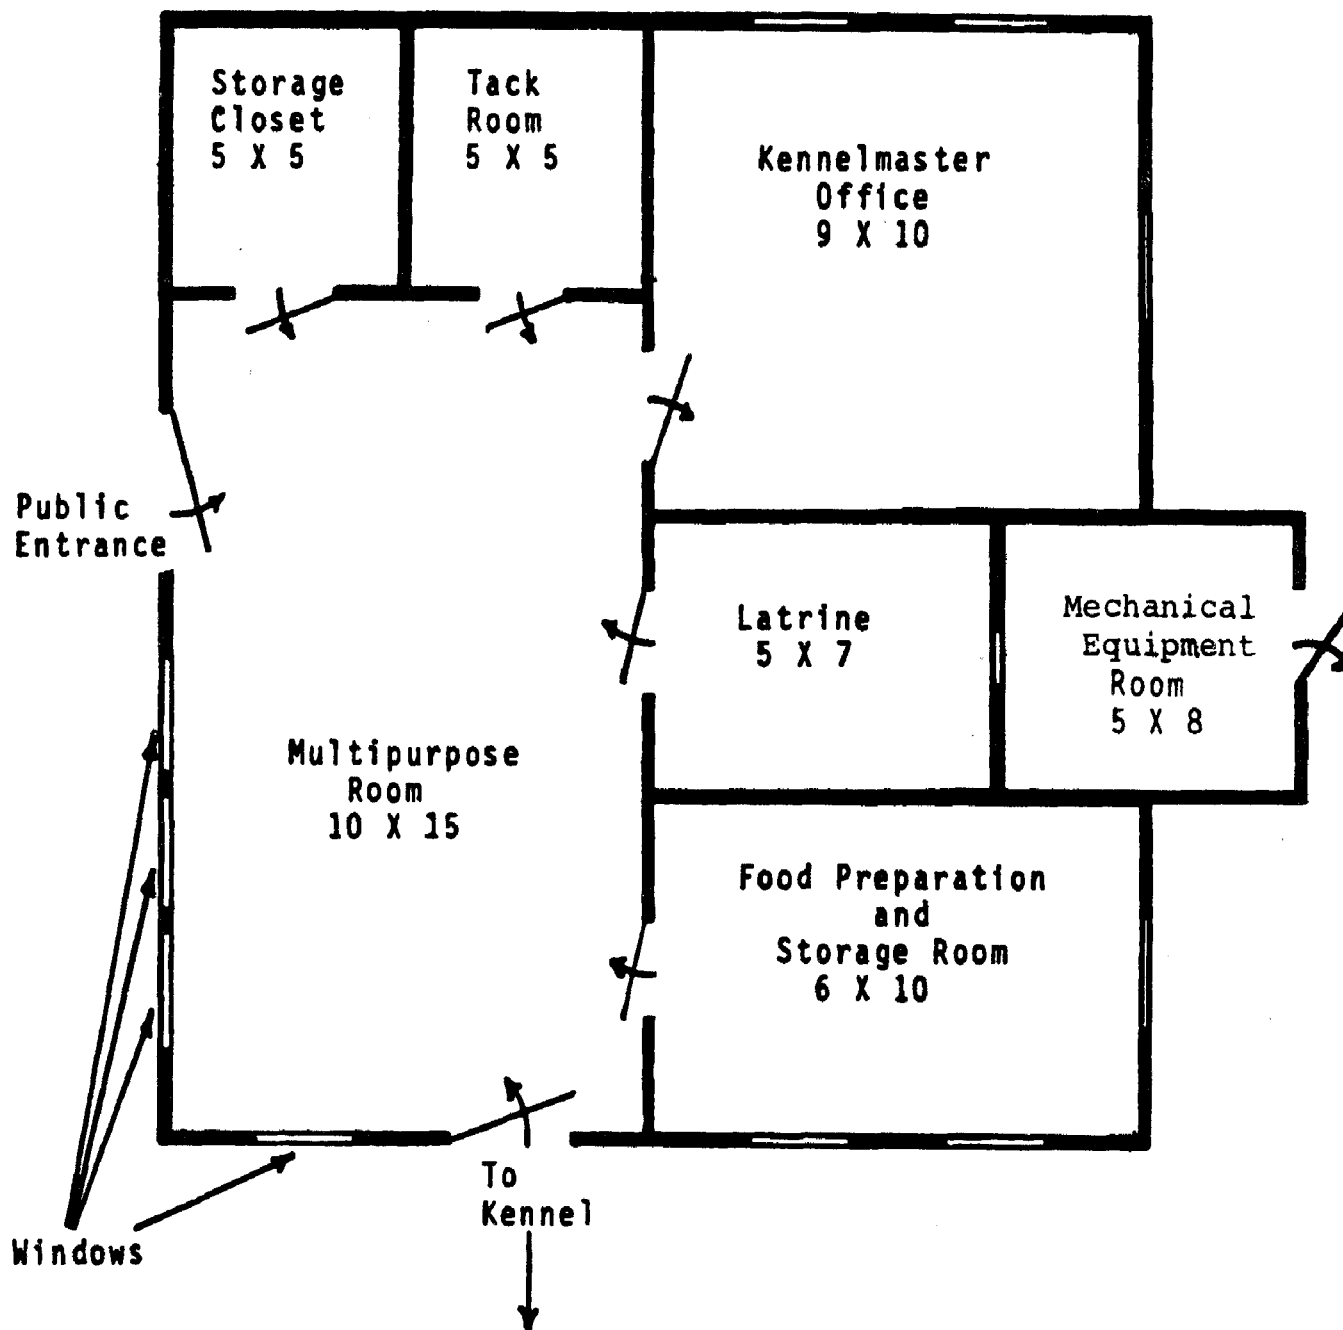 Storage
Closet
5 X 5
Tack
Room
5 X 5
Kennelmaster
Office
9 X 10
Public
Entrance
Latrine
5 X 7
Mechanical
Equipment
Room
5 X 8
Multipurpose
Room
10 X 15
Food Preparation
and
Storage Room
6 X 10
To
Kennel
Windows